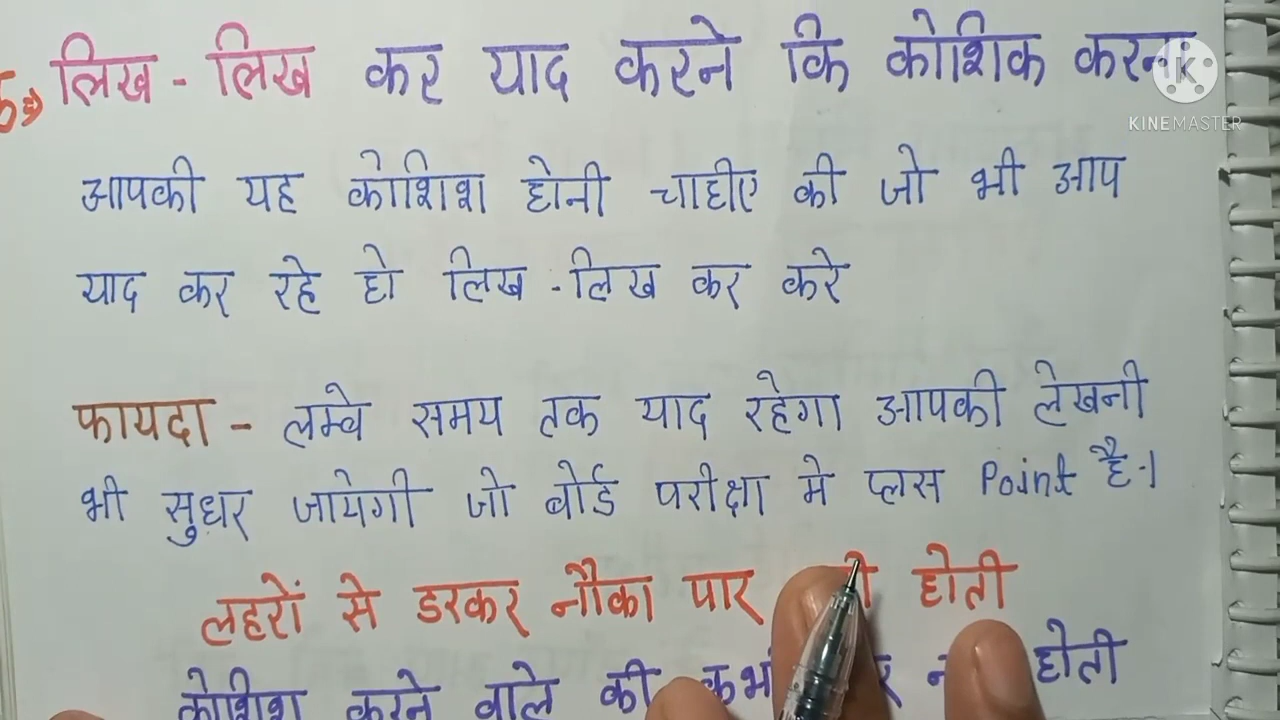 5⇒ लिख - लिख कर याद करने कि कोशिक करना
KINEMASTER
आपकी यह कोशिश होनी चाहीए की जो भी आप
याद कर रहे हो लिख - लिख कर करे
फायदा - लम्वे समय तक याद रहेगा आपकी लेखनी
भी सुधर जायेगी जो बोर्ड परीक्षा मे प्लस Point है।
लहरों से डरकर नौका पार होती
कोशिश करने वाले की होती